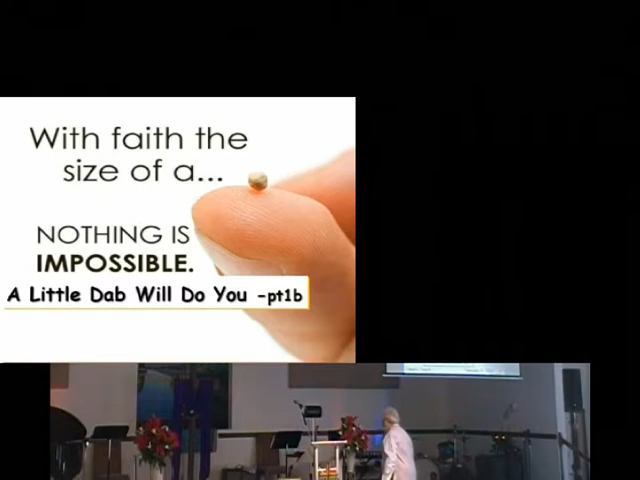 With faith the
size of a...
NOTHING IS
IMPOSSIBLE.
A Little Dab Will Do You -pt1b